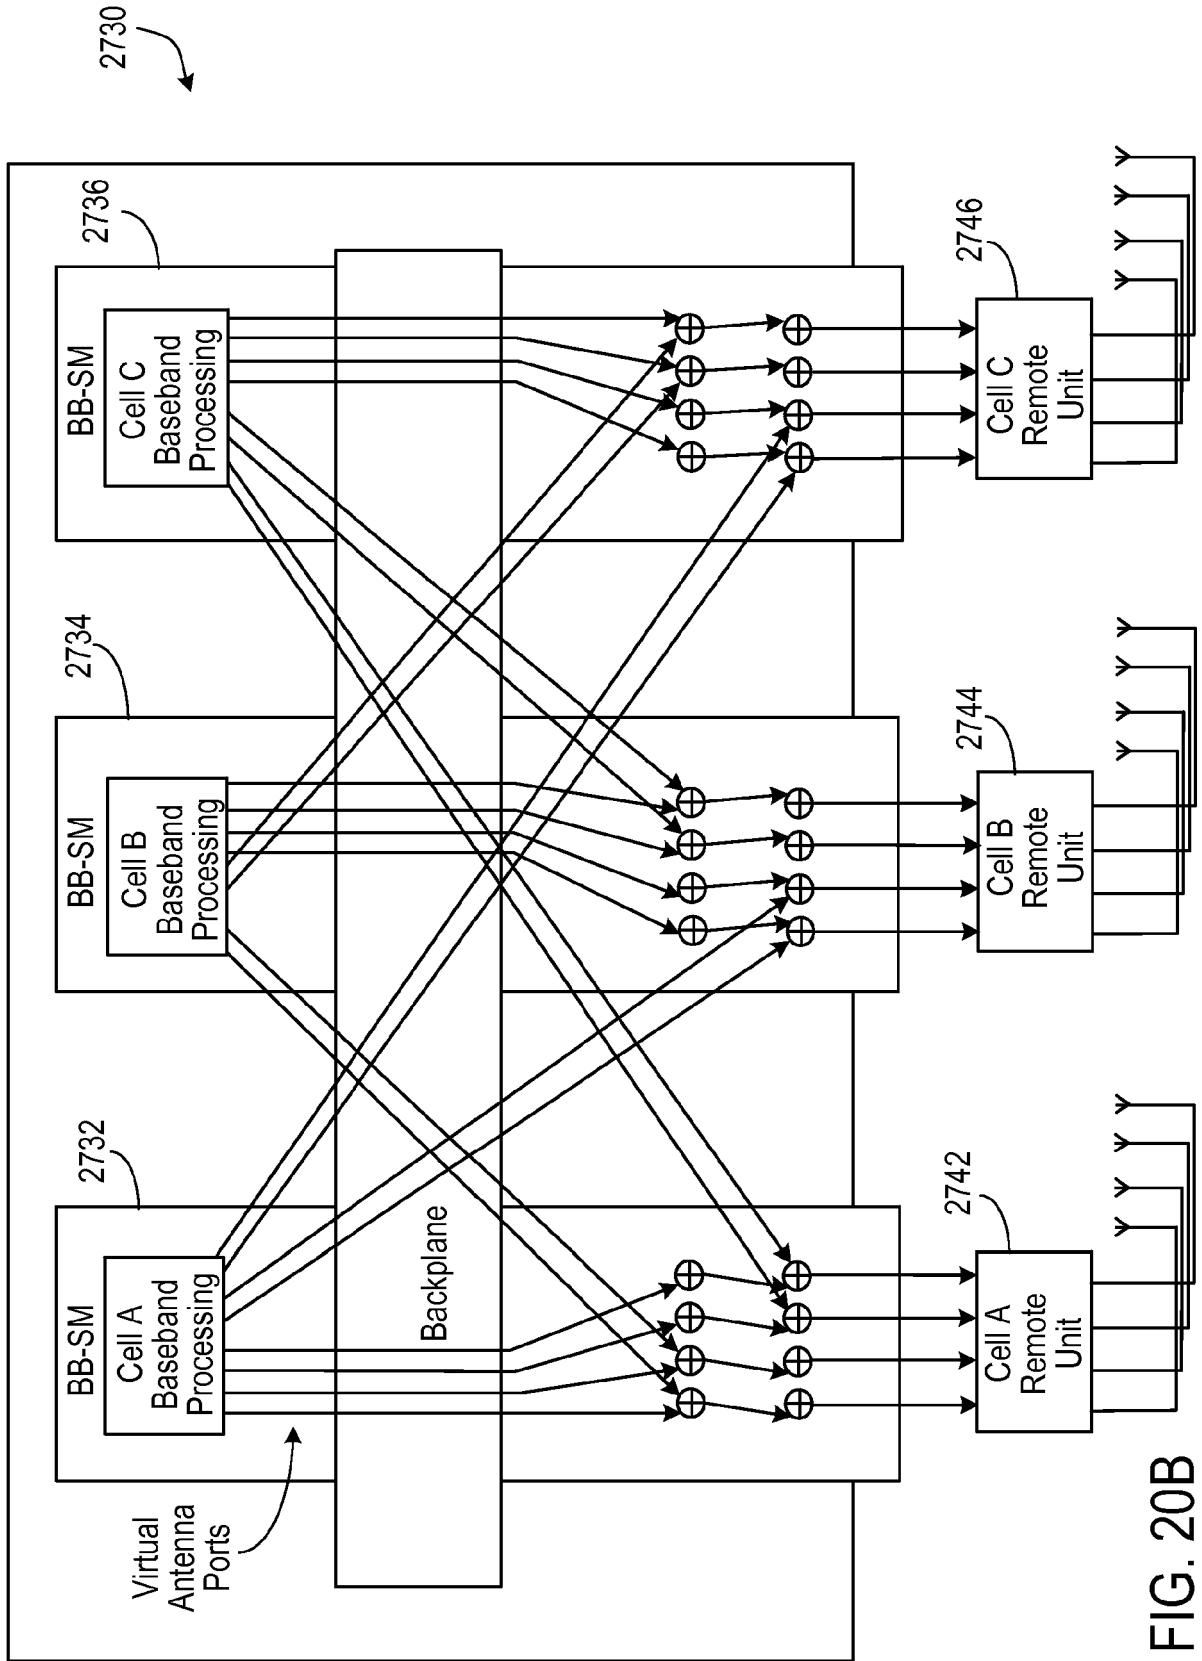 2730
2732
2734
2736
BB-SM
Cell A
Baseband
Processing
BB-SM
Cell B
Baseband
Processing
BB-SM
Cell C
Baseband
Processing
Virtual
Antenna
Ports
Backplane
2742
2744
2746
Cell A
Remote
Unit
Cell B
Remote
Unit
Cell C
Remote
Unit
FIG. 20B